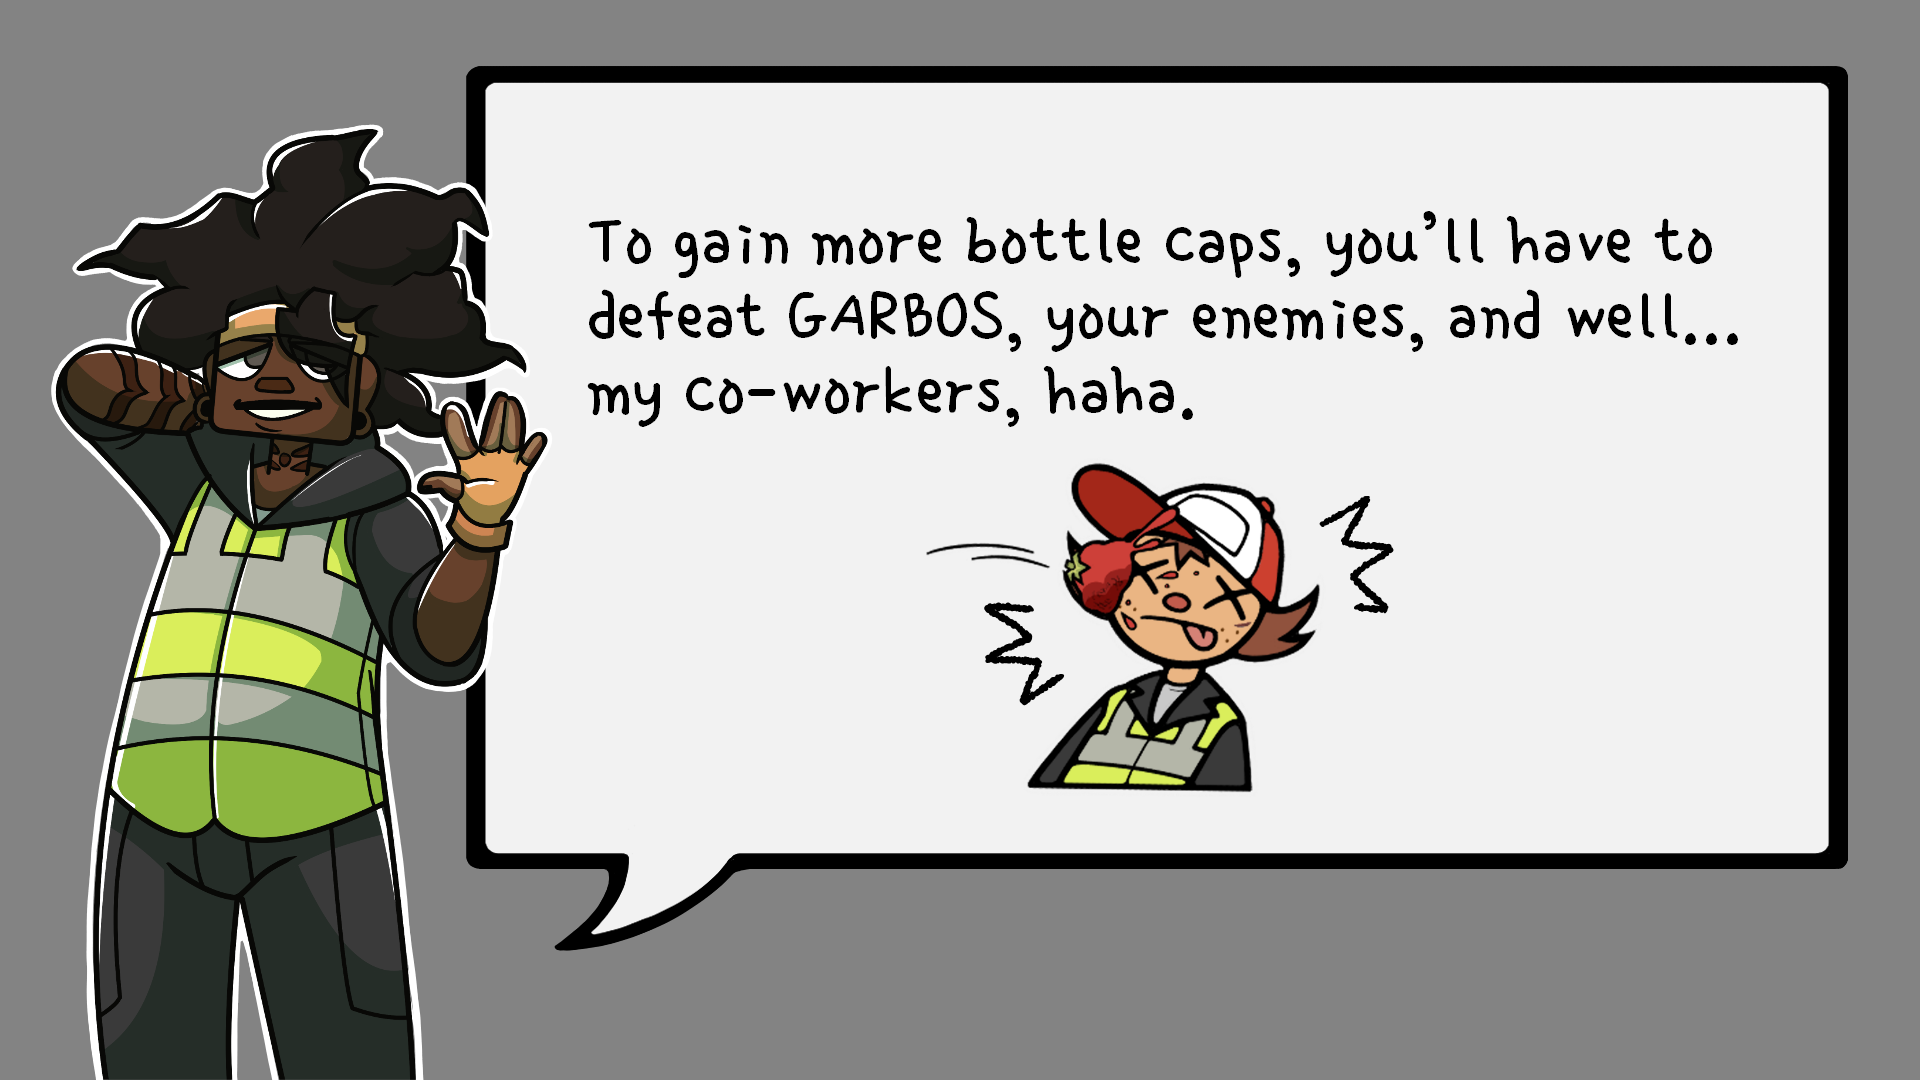 To gain more bottle caps, you'll have to
defeat GARBOS, your enemies, and well...
my co-workers, haha.